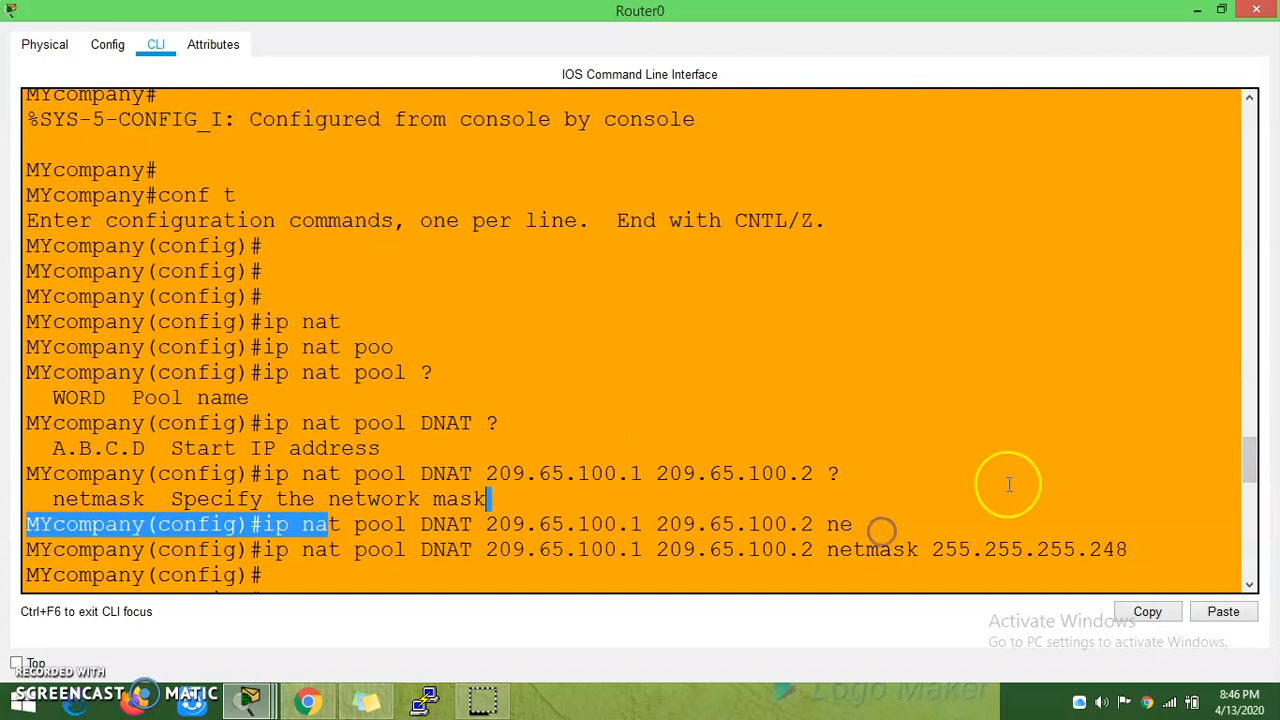 Router0
Physical Config CLI Attributes
IOS Command Line Interface
MYcompany#
%SYS-5-CONFIG_I: Configured from console by console
MYcompany#
MYcompany#conf t
Enter configuration commands, one per line.  End with CNTL/Z.
MYcompany(config)#
MYcompany(config)#
MYcompany(config)#
MYcompany(config)#ip nat
MYcompany(config)#ip nat poo
MYcompany(config)#ip nat pool ?
  WORD  Pool name
MYcompany(config)#ip nat pool DNAT ?
  A.B.C.D  Start IP address
MYcompany(config)#ip nat pool DNAT 209.65.100.1 209.65.100.2 ?
  netmask  Specify the network mask
MYcompany(config)#ip nat pool DNAT 209.65.100.1 209.65.100.2 ne
MYcompany(config)#ip nat pool DNAT 209.65.100.1 209.65.100.2 netmask 255.255.255.248
MYcompany(config)#
Ctrl+F6 to exit CLI focus
Copy Paste
Activate Windows
Go to PC settings to activate Windows.
Top
RECORDED WITH
SCREENCAST MATIC
Logo Maker
8:46 PM
4/13/2020